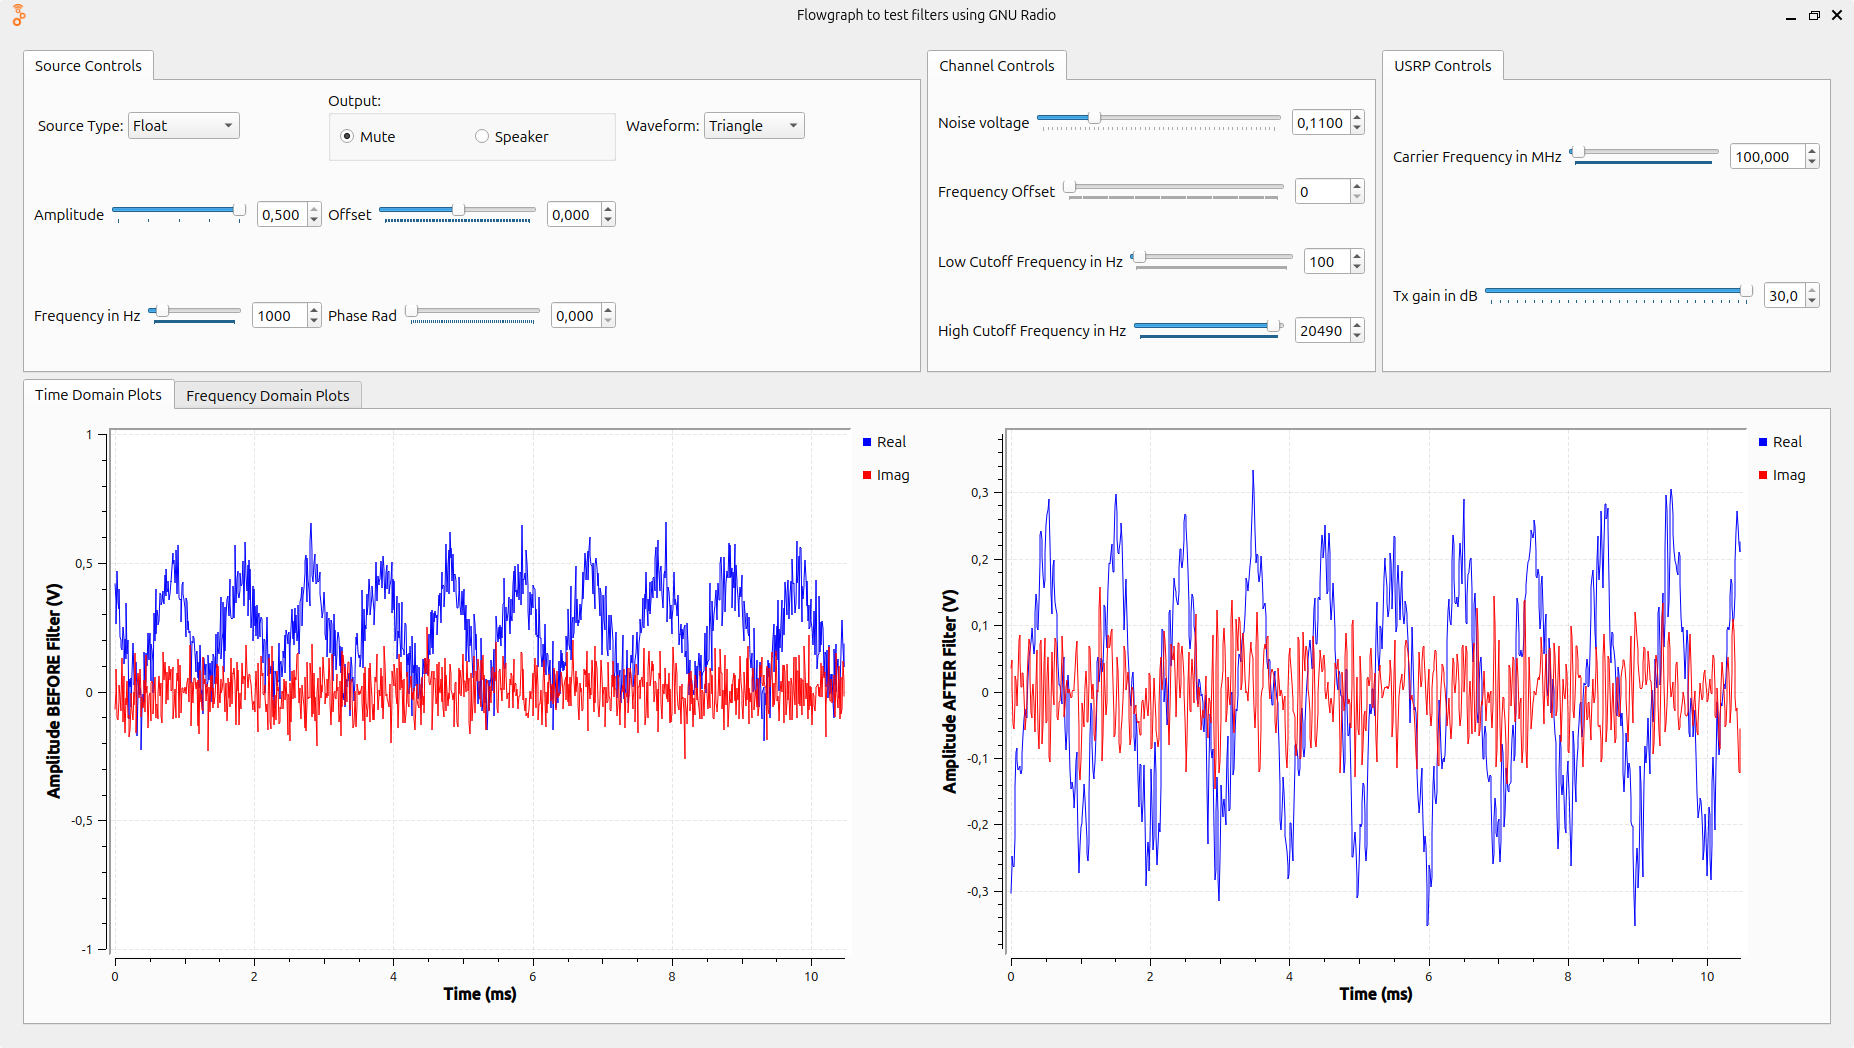 Flowgraph to test filters using GNU Radio
Source Controls
Source Type: Float
Output:
Mute
Speaker
Waveform: Triangle
Amplitude 0,500
Offset 0,000
Frequency in Hz 1000
Phase Rad 0,000
Channel Controls
Noise voltage 0,1100
Frequency Offset 0
Low Cutoff Frequency in Hz 100
High Cutoff Frequency in Hz 20490
USRP Controls
Carrier Frequency in MHz 100,000
Tx gain in dB 30,0
Time Domain Plots
Frequency Domain Plots
Amplitude BEFORE Filter (V)
1
0,5
0
-0,5
-1
0 2 4 6 8 10
Time (ms)
Real
Imag
Amplitude AFTER Filter (V)
0,3
0,2
0,1
0
-0,1
-0,2
-0,3
0 2 4 6 8 10
Time (ms)
Real
Imag